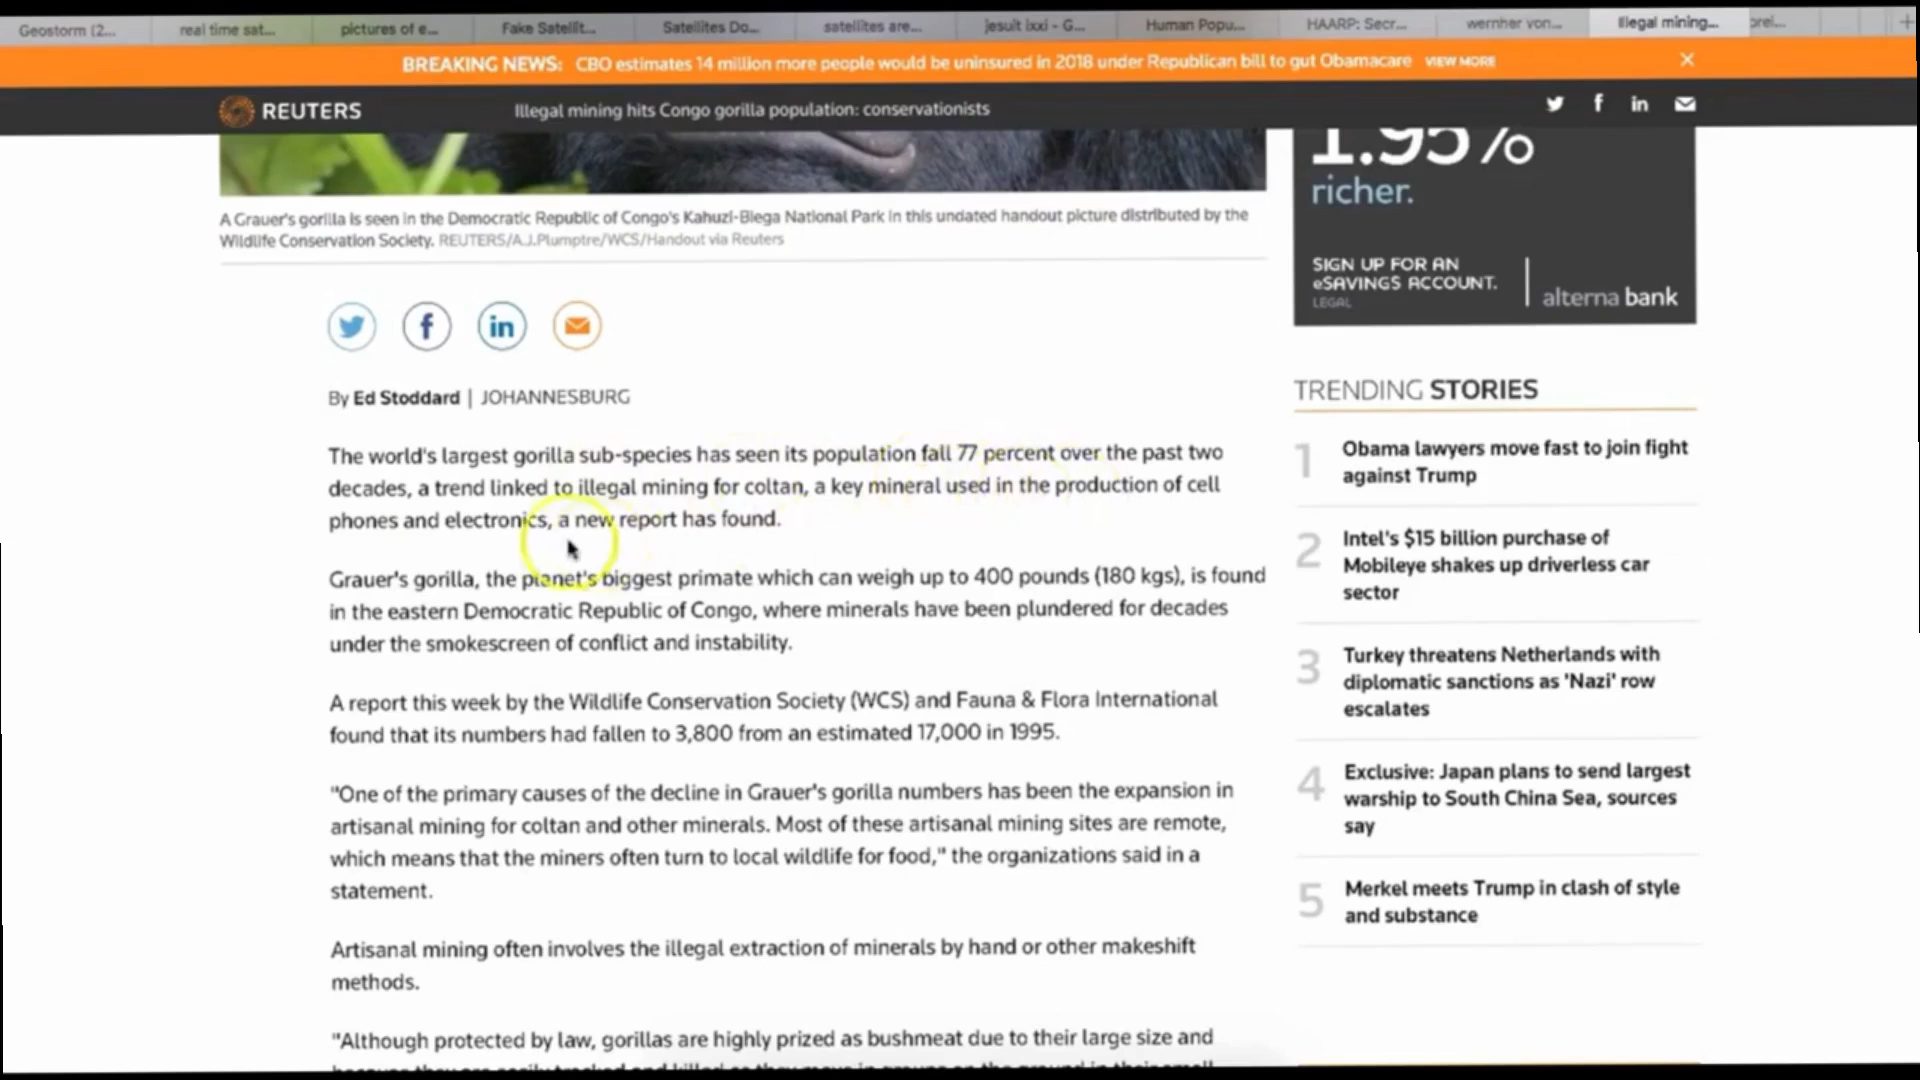 Geostorm (2...
real time sat...
pictures of e...
Fake Satellit...
Satellites Do...
satellites are...
jesuit ixxi - G...
Human Popu...
HAARP: Secr...
wernher von...
Illegal mining...
BREAKING NEWS: CBO estimates 14 million more people would be uninsured in 2018 under Republican bill to gut Obamacare VIEW MORE
REUTERS
Illegal mining hits Congo gorilla population: conservationists
1.95%
richer.
SIGN UP FOR AN
eSAVINGS ACCOUNT.
LEGAL
alterna bank
A Grauer's gorilla is seen in the Democratic Republic of Congo's Kahuzi-Biega National Park in this undated handout picture distributed by the
Wildlife Conservation Society. REUTERS/A.J.Plumptre/WCS/Handout via Reuters
By Ed Stoddard | JOHANNESBURG
The world's largest gorilla sub-species has seen its population fall 77 percent over the past two
decades, a trend linked to illegal mining for coltan, a key mineral used in the production of cell
phones and electronics, a new report has found.
Grauer's gorilla, the planet's biggest primate which can weigh up to 400 pounds (180 kgs), is found
in the eastern Democratic Republic of Congo, where minerals have been plundered for decades
under the smokescreen of conflict and instability.
A report this week by the Wildlife Conservation Society (WCS) and Fauna & Flora International
found that its numbers had fallen to 3,800 from an estimated 17,000 in 1995.
"One of the primary causes of the decline in Grauer's gorilla numbers has been the expansion in
artisanal mining for coltan and other minerals. Most of these artisanal mining sites are remote,
which means that the miners often turn to local wildlife for food," the organizations said in a
statement.
Artisanal mining often involves the illegal extraction of minerals by hand or other makeshift
methods.
"Although protected by law, gorillas are highly prized as bushmeat due to their large size and
TRENDING STORIES
1 Obama lawyers move fast to join fight
against Trump
2 Intel's $15 billion purchase of
Mobileye shakes up driverless car
sector
3 Turkey threatens Netherlands with
diplomatic sanctions as 'Nazi' row
escalates
4 Exclusive: Japan plans to send largest
warship to South China Sea, sources
say
5 Merkel meets Trump in clash of style
and substance